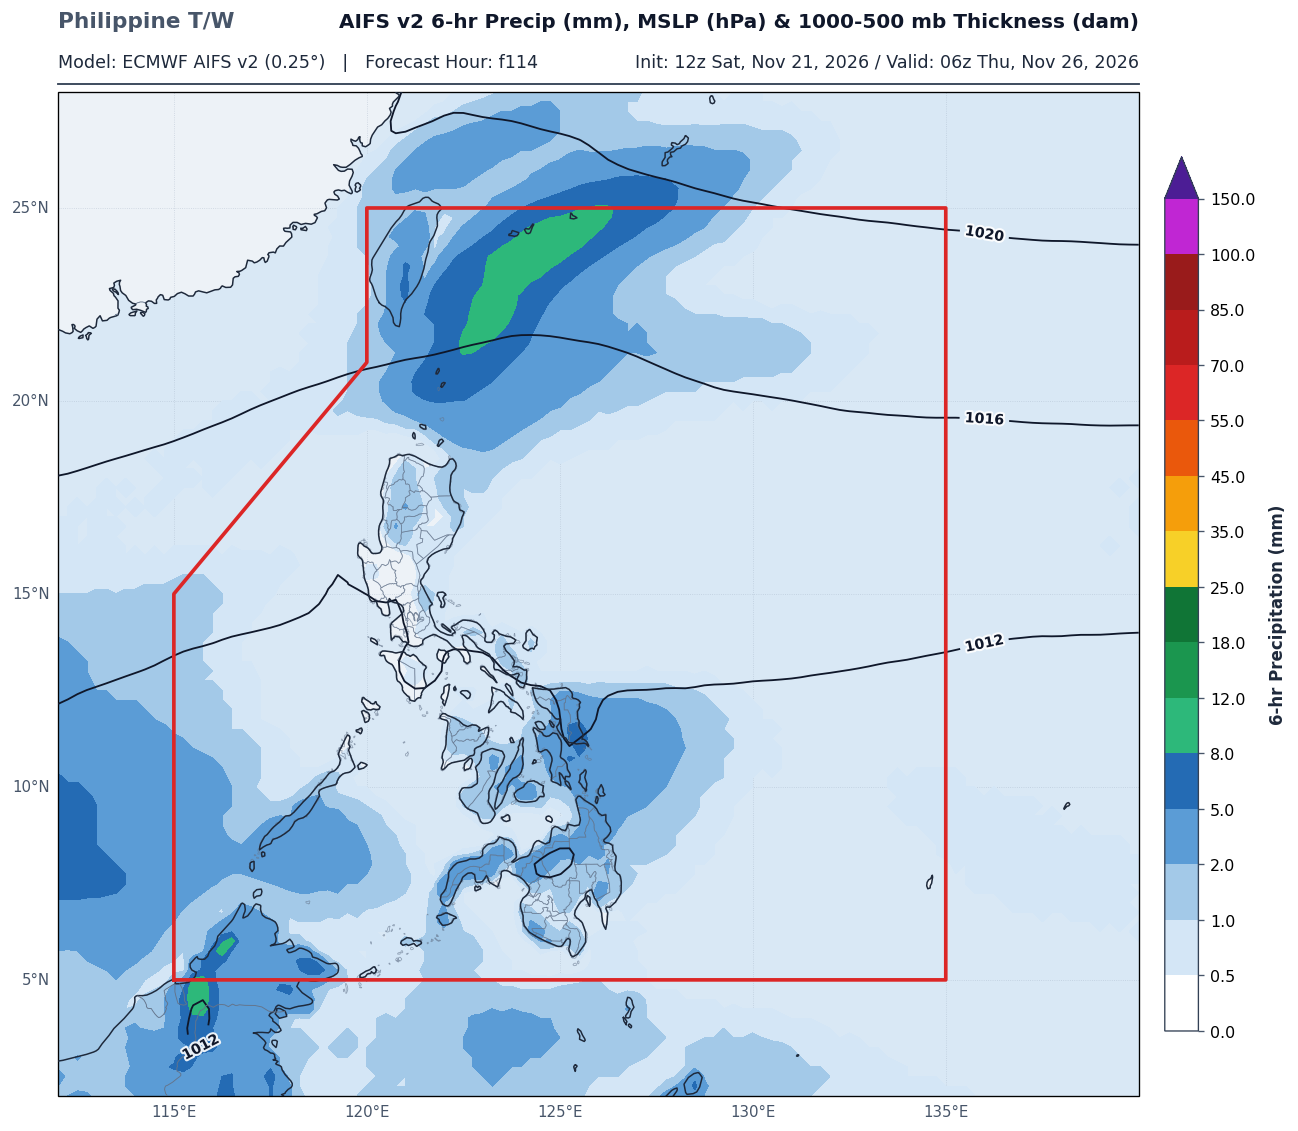 Philippine T/W
AIFS v2 6-hr Precip (mm), MSLP (hPa) & 1000-500 mb Thickness (dam)
Model: ECMWF AIFS v2 (0.25°) | Forecast Hour: f114
Init: 12z Sat, Nov 21, 2026 / Valid: 06z Thu, Nov 26, 2026
25°N
20°N
15°N
10°N
5°N
1020
1016
1012
1012
115°E
120°E
125°E
130°E
135°E
150.0
100.0
85.0
70.0
55.0
45.0
35.0
25.0
18.0
12.0
8.0
5.0
2.0
1.0
0.5
0.0
6-hr Precipitation (mm)